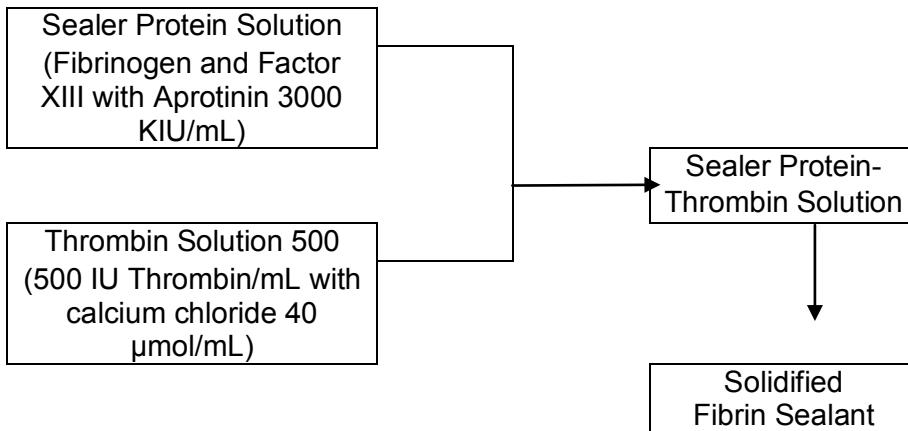 Sealer Protein Solution
(Fibrinogen and Factor
XIII with Aprotinin 3000
KIU/mL)
Sealer Protein-
Thrombin Solution
Thrombin Solution 500
(500 IU Thrombin/mL with
calcium chloride 40
µmol/mL)
Solidified
Fibrin Sealant